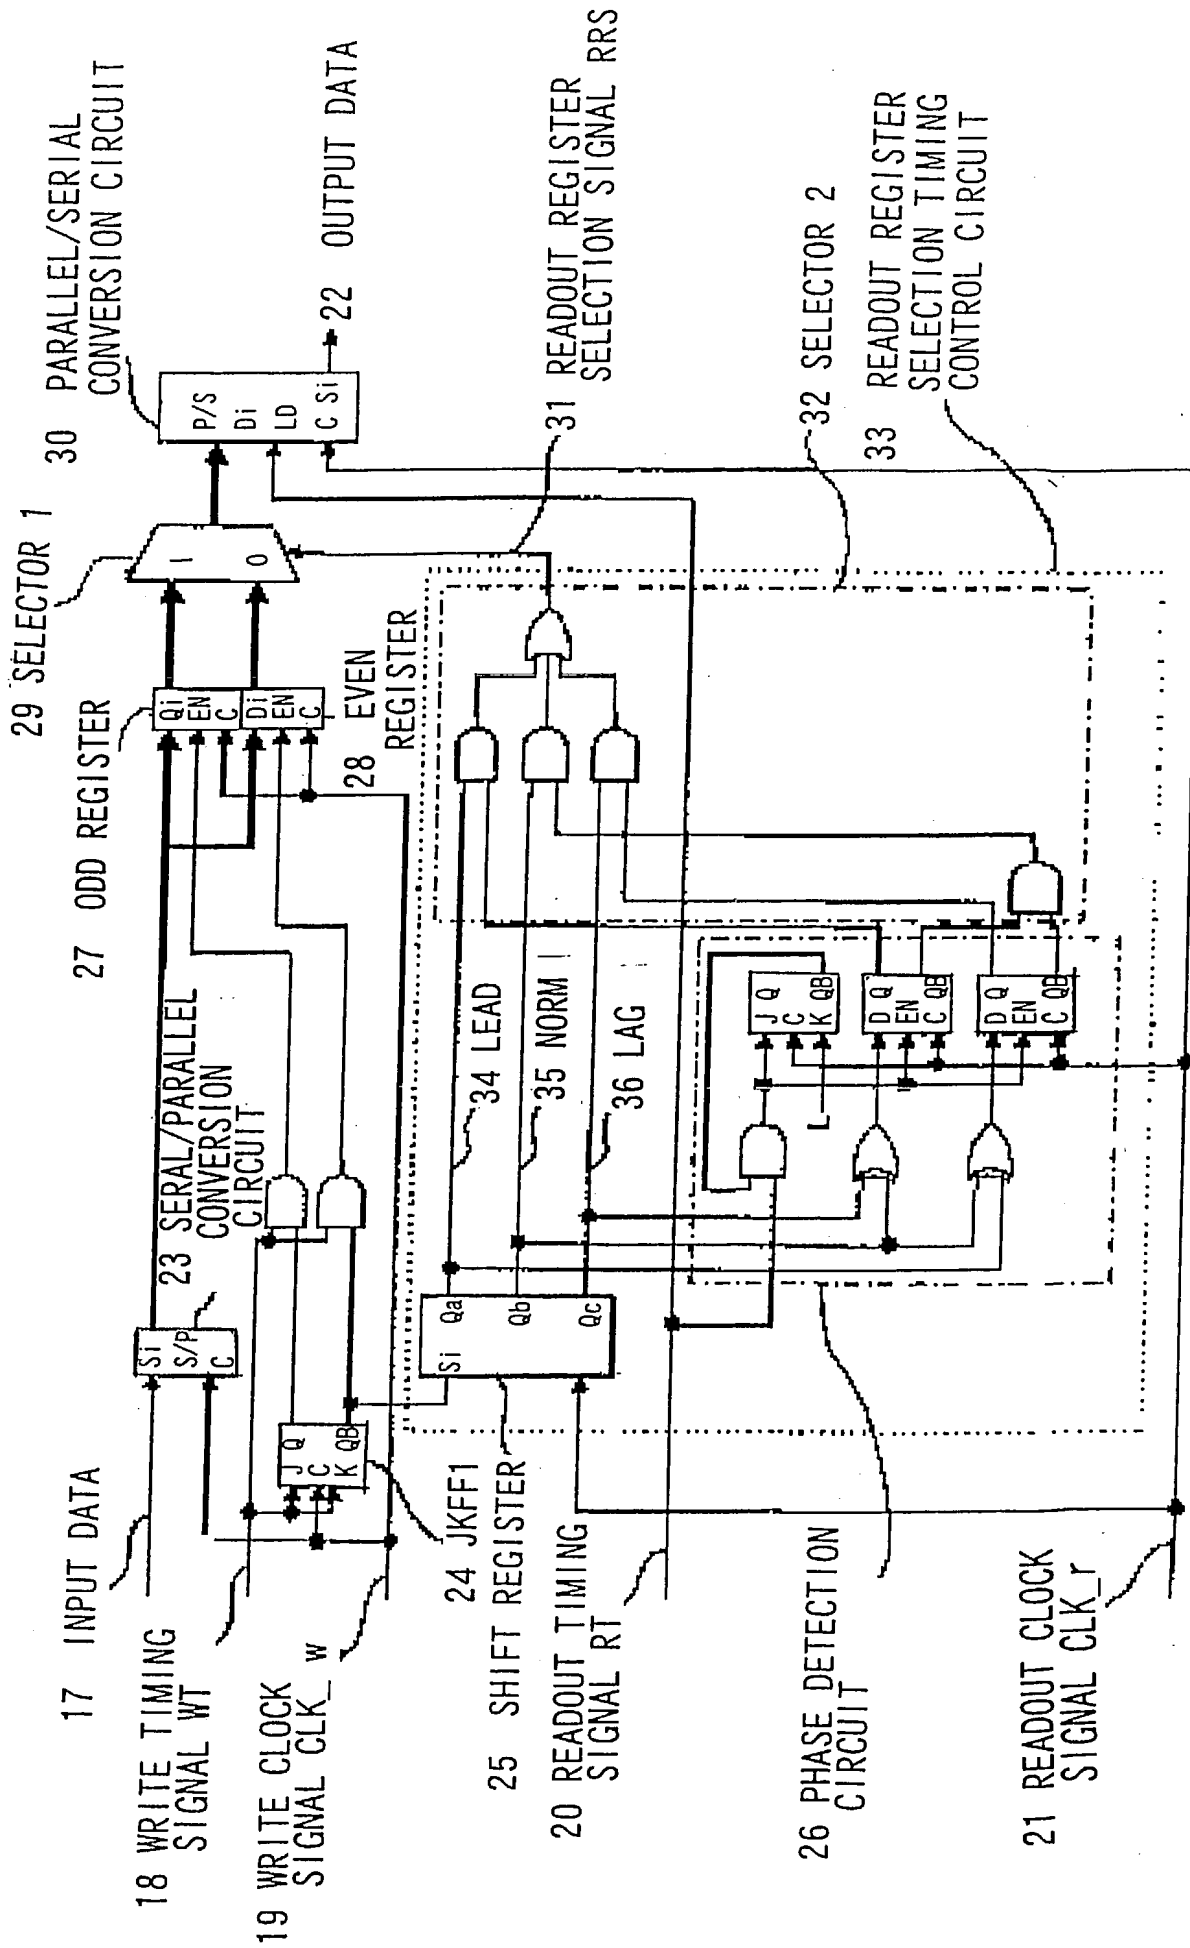 17 INPUT DATA
18 WRITE TIMING
SIGNAL WT
19 WRITE CLOCK
SIGNAL CLK_w
23 SERAL/PARALLEL
CONVERSION
CIRCUIT
Si
S/P
C
J Q
C
K QB
24 JKFF1
25 SHIFT REGISTER
20 READOUT TIMING
SIGNAL RT
26 PHASE DETECTION
CIRCUIT
21 READOUT CLOCK
SIGNAL CLK_r
Si
Qa
Qb
Qc
34 LEAD
35 NORM
36 LAG
L
J Q
C
K QB
D Q
EN
C QB
D Q
EN
C QB
27 ODD REGISTER
Qi
EN
C
Di
EN
C
28 EVEN
REGISTER
29 SELECTOR 1
1
0
30 PARALLEL/SERIAL
CONVERSION CIRCUIT
P/S
Di
LD
C Si
22 OUTPUT DATA
31 READOUT REGISTER
SELECTION SIGNAL RRS
32 SELECTOR 2
33 READOUT REGISTER
SELECTION TIMING
CONTROL CIRCUIT